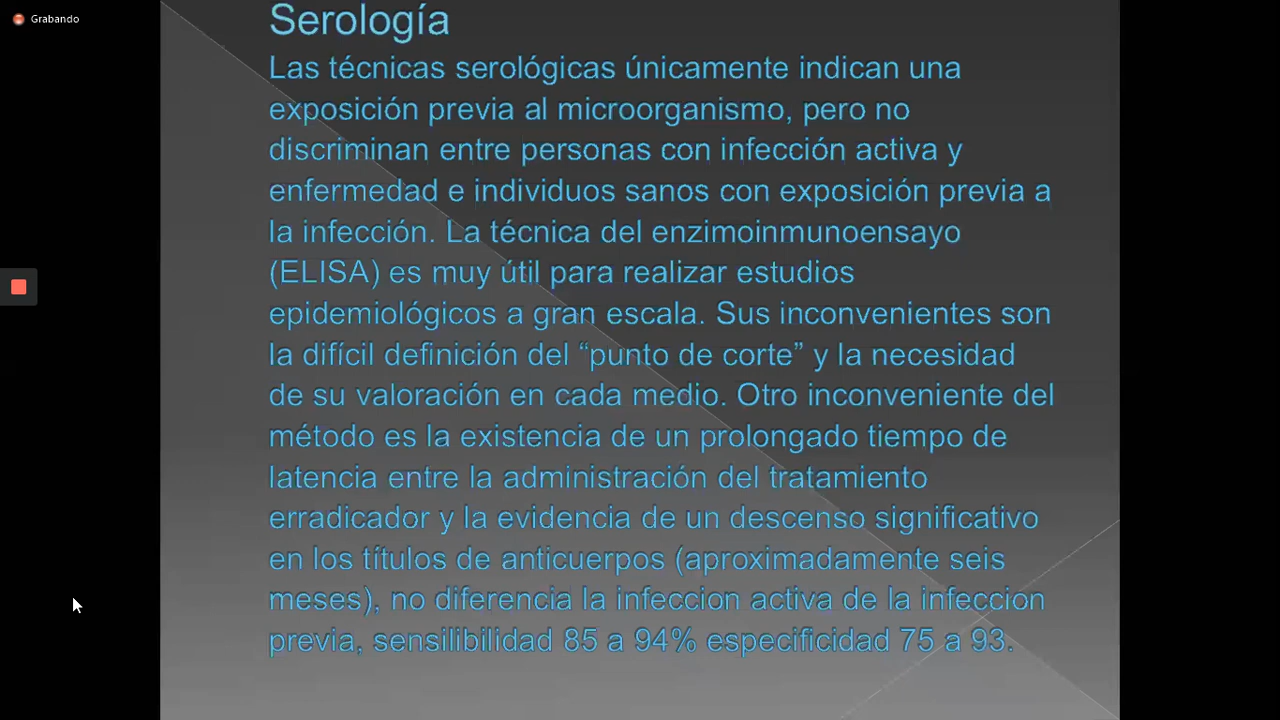 Grabando
Serología
Las técnicas serológicas únicamente indican una
exposición previa al microorganismo, pero no
discriminan entre personas con infección activa y
enfermedad e individuos sanos con exposición previa a
la infección. La técnica del enzimoinmunoensayo
(ELISA) es muy útil para realizar estudios
epidemiológicos a gran escala. Sus inconvenientes son
la difícil definición del “punto de corte” y la necesidad
de su valoración en cada medio. Otro inconveniente del
método es la existencia de un prolongado tiempo de
latencia entre la administración del tratamiento
erradicador y la evidencia de un descenso significativo
en los títulos de anticuerpos (aproximadamente seis
meses), no diferencia la infeccion activa de la infeccion
previa, sensilibilidad 85 a 94% especificidad 75 a 93.